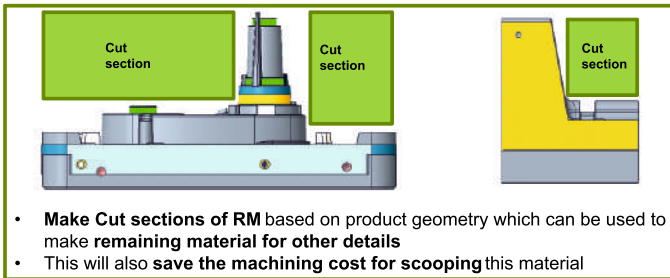 Cut
section
Cut
section
Cut
section
• Make Cut sections of RM based on product geometry which can be used to
make remaining material for other details
• This will also save the machining cost for scooping this material